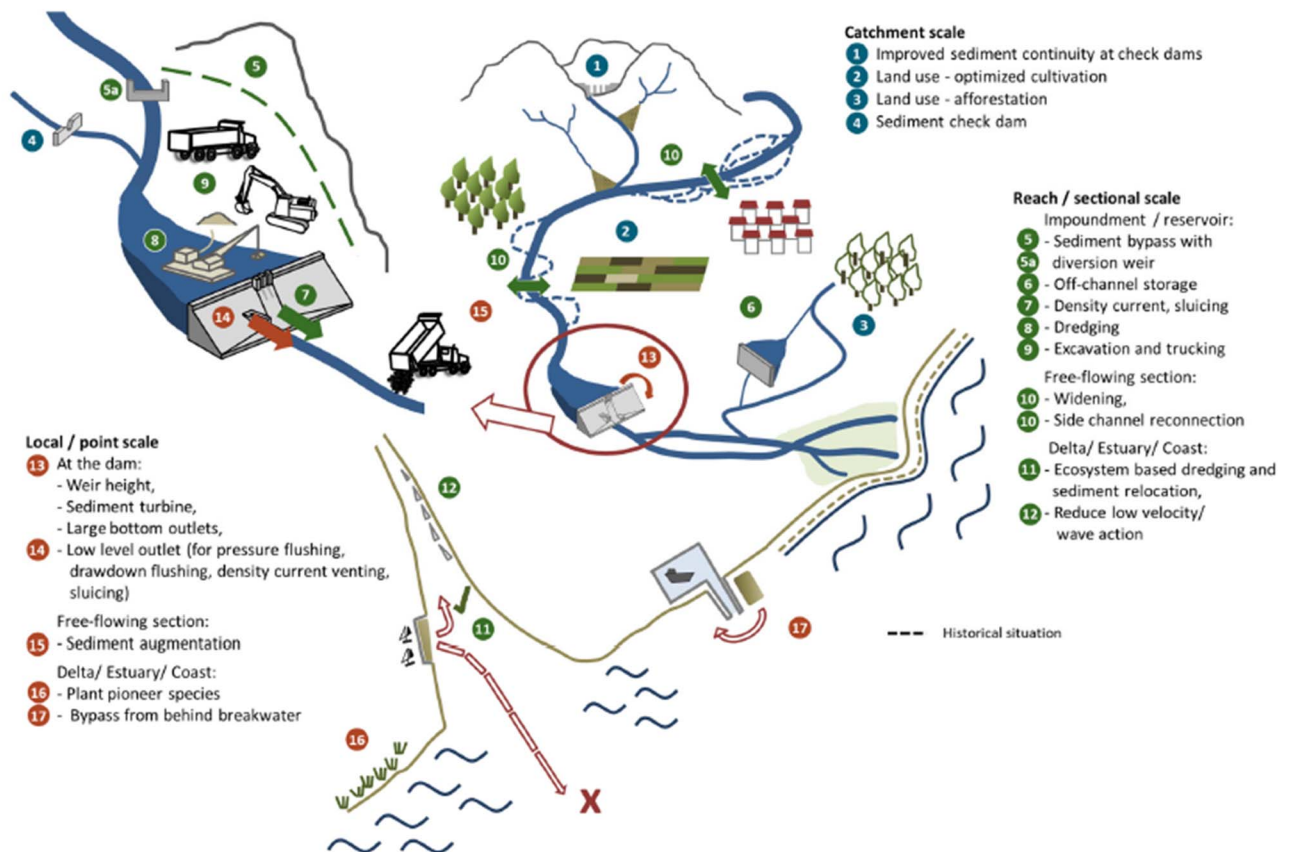 Catchment scale
1 Improved sediment continuity at check dams
2 Land use - optimized cultivation
3 Land use - afforestation
4 Sediment check dam
Reach / sectional scale
Impoundment / reservoir:
5 - Sediment bypass with
5a diversion weir
6 - Off-channel storage
7 - Density current, sluicing
8 - Dredging
9 - Excavation and trucking
Free-flowing section:
10 - Widening,
10 - Side channel reconnection
Delta/ Estuary/ Coast:
11 - Ecosystem based dredging and
sediment relocation,
12 - Reduce low velocity/
wave action
Local / point scale
13 At the dam:
- Weir height,
- Sediment turbine,
- Large bottom outlets,
14 - Low level outlet (for pressure flushing,
drawdown flushing, density current venting,
sluicing)
Free-flowing section:
15 - Sediment augmentation
Delta/ Estuary/ Coast:
16 - Plant pioneer species
17 - Bypass from behind breakwater
Historical situation
5
5a
4
9
8
7
14
1
10
2
10
15
6
3
13
12
11
17
16
X